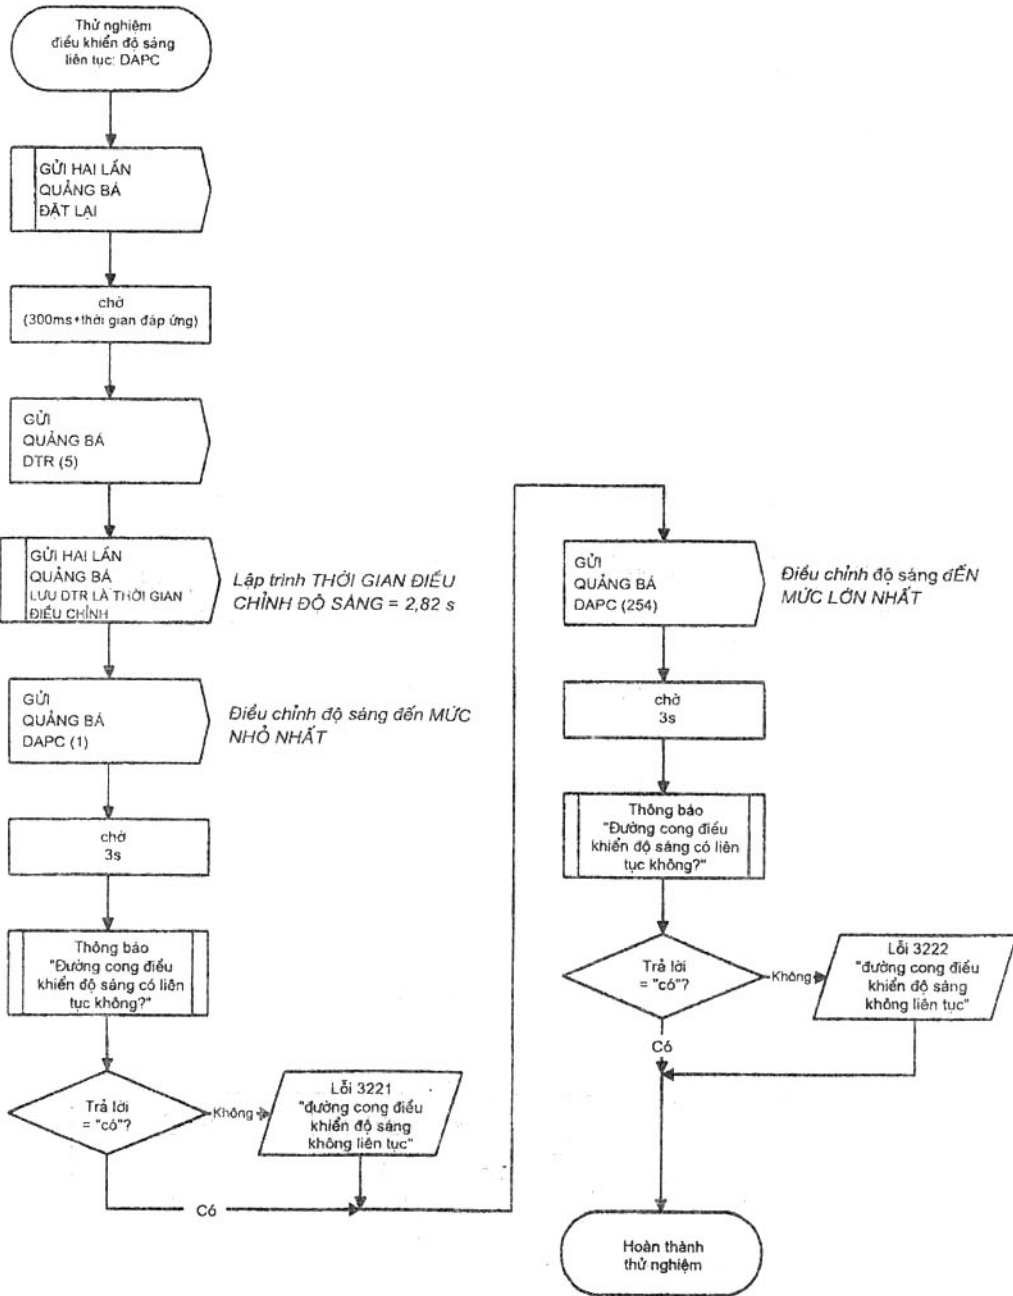 Thử nghiệm
điều khiển độ sáng
liên tục: DAPC
GỬI HAI LẦN
QUẢNG BÁ
ĐẶT LẠI
chờ
(300ms+thời gian đáp ứng)
GỬI
QUẢNG BÁ
DTR (5)
GỬI HAI LẦN
QUẢNG BÁ
LƯU DTR LÀ THỜI GIAN
ĐIỀU CHỈNH
Lập trình THỜI GIAN ĐIỀU
CHỈNH ĐỘ SÁNG = 2,82 s
GỬI
QUẢNG BÁ
DAPC (1)
Điều chỉnh độ sáng đến MỨC
NHỎ NHẤT
chờ
3s
Thông báo
"Đường cong điều
khiển độ sáng có liên
tục không?"
Trả lời
= "có"?
Không
Lỗi 3221
"đường cong điều
khiển độ sáng
không liên tục"
Có
GỬI
QUẢNG BÁ
DAPC (254)
Điều chỉnh độ sáng đẾN
MỨC LỚN NHẤT
chờ
3s
Thông báo
"Đường cong điều
khiển độ sáng có liên
tục không?"
Trả lời
= "có"?
Không
Lỗi 3222
"đường cong điều
khiển độ sáng
không liên tục"
Có
Hoàn thành
thử nghiệm